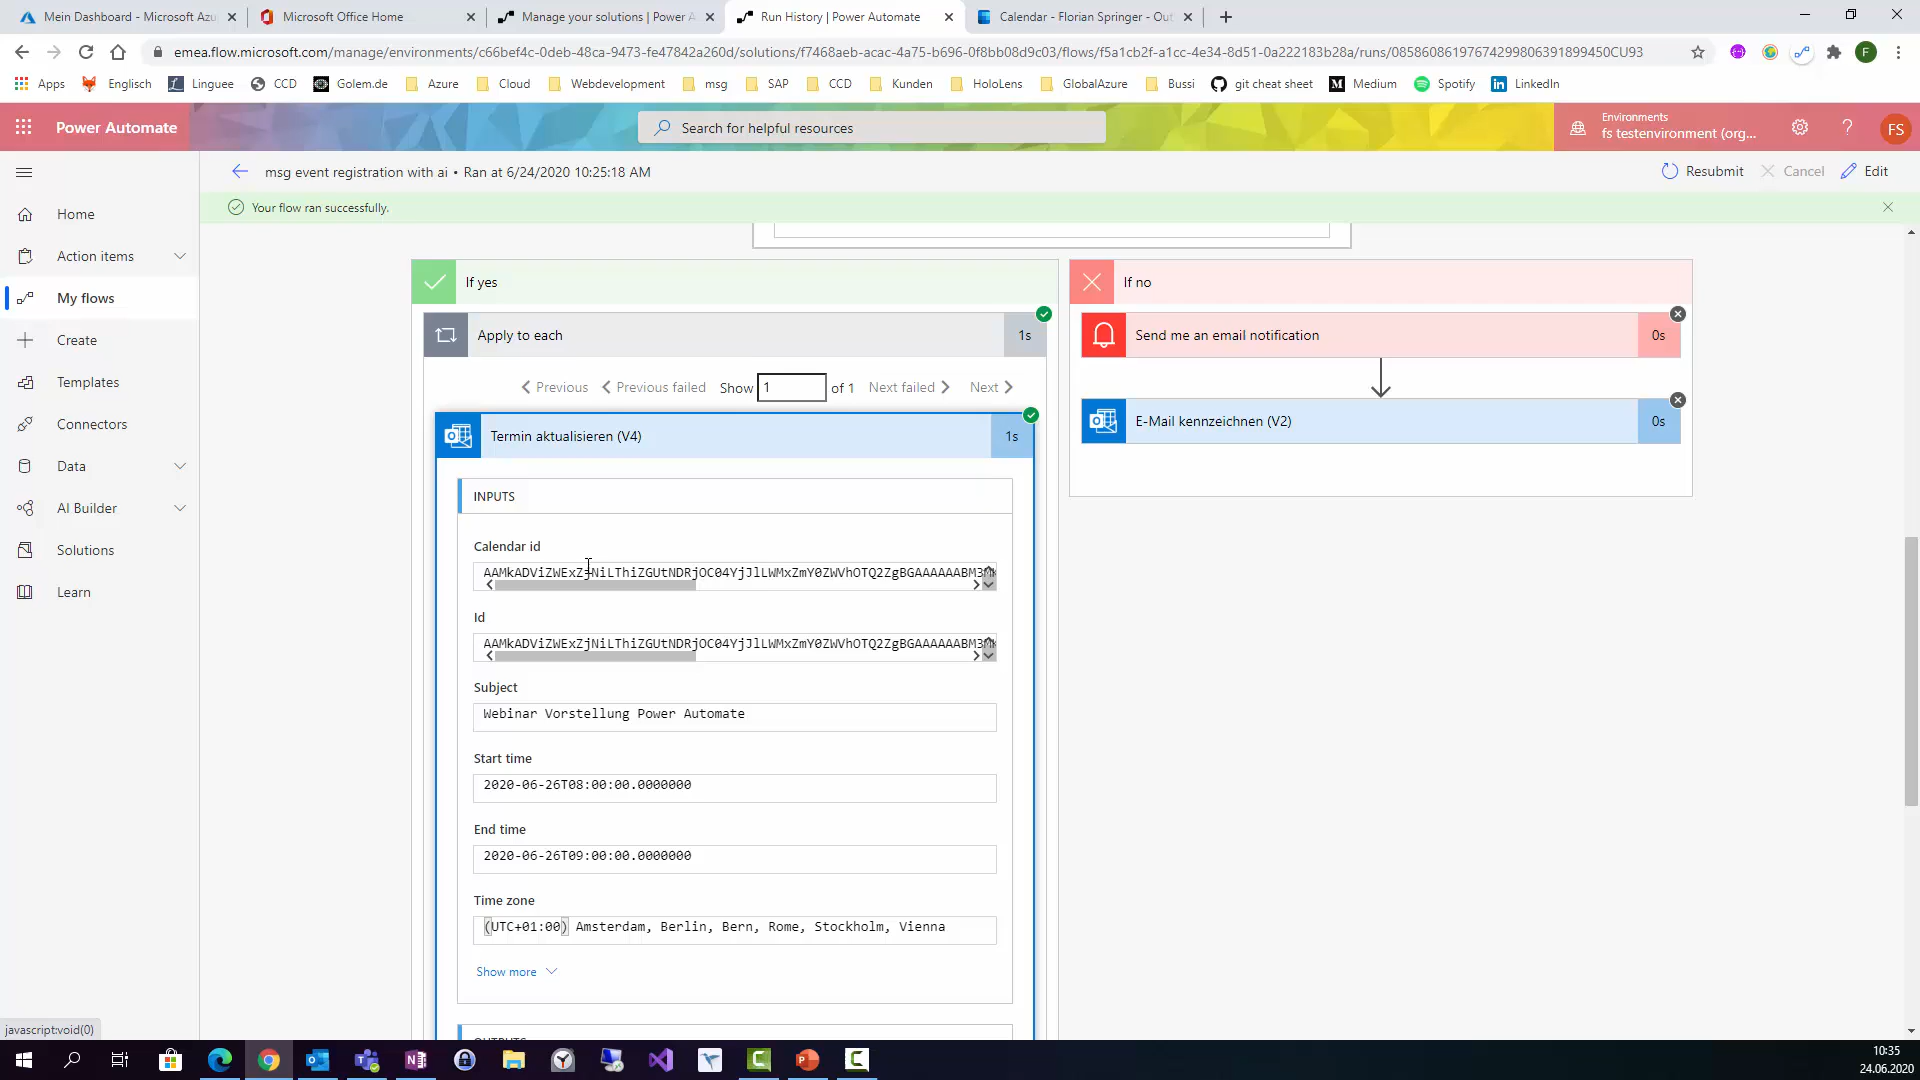 Mein Dashboard - Microsoft Azu
Microsoft Office Home
Manage your solutions | Power A
Run History | Power Automate
Calendar - Florian Springer - Out
emea.flow.microsoft.com/manage/environments/c66bef4c-0deb-48ca-9473-fe47842a260d/solutions/f7468aeb-acac-4a75-b696-0f8bb08d9c03/flows/f5a1cb2f-a1cc-4e34-8d51-0a222183b28a/runs/08586086197674299806391899450CU93
F
Apps
Englisch
Linguee
CCD
Golem.de
Azure
Cloud
Webdevelopment
msg
SAP
CCD
Kunden
HoloLens
GlobalAzure
Bussi
git cheat sheet
Medium
Spotify
LinkedIn
Power Automate
Search for helpful resources
Environments
fs testenvironment (org...
?
FS
msg event registration with ai • Ran at 6/24/2020 10:25:18 AM
Resubmit
Cancel
Edit
Your flow ran successfully.
Home
Action items
My flows
Create
Templates
Connectors
Data
AI Builder
Solutions
Learn
If yes
Apply to each
1s
Previous
Previous failed
Show
1
of 1
Next failed
Next
Termin aktualisieren (V4)
1s
INPUTS
Calendar id
Id
Subject
Webinar Vorstellung Power Automate
Start time
2020-06-26T08:00:00.0000000
End time
2020-06-26T09:00:00.0000000
Time zone
(UTC+01:00) Amsterdam, Berlin, Bern, Rome, Stockholm, Vienna
Show more
OUTPUTS
If no
Send me an email notification
0s
E-Mail kennzeichnen (V2)
0s
javascript:void(0)
10:35
24.06.2020